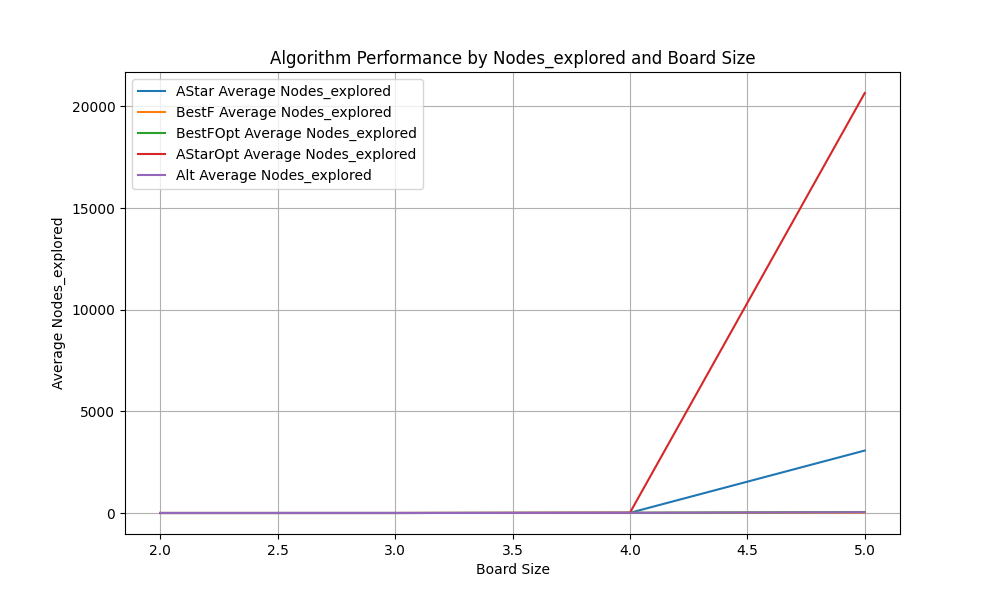 Algorithm Performance by Nodes_explored and Board Size
AStar Average Nodes_explored
BestF Average Nodes_explored
BestFOpt Average Nodes_explored
AStarOpt Average Nodes_explored
Alt Average Nodes_explored
Average Nodes_explored
20000
15000
10000
5000
0
2.0 2.5 3.0 3.5 4.0 4.5 5.0
Board Size